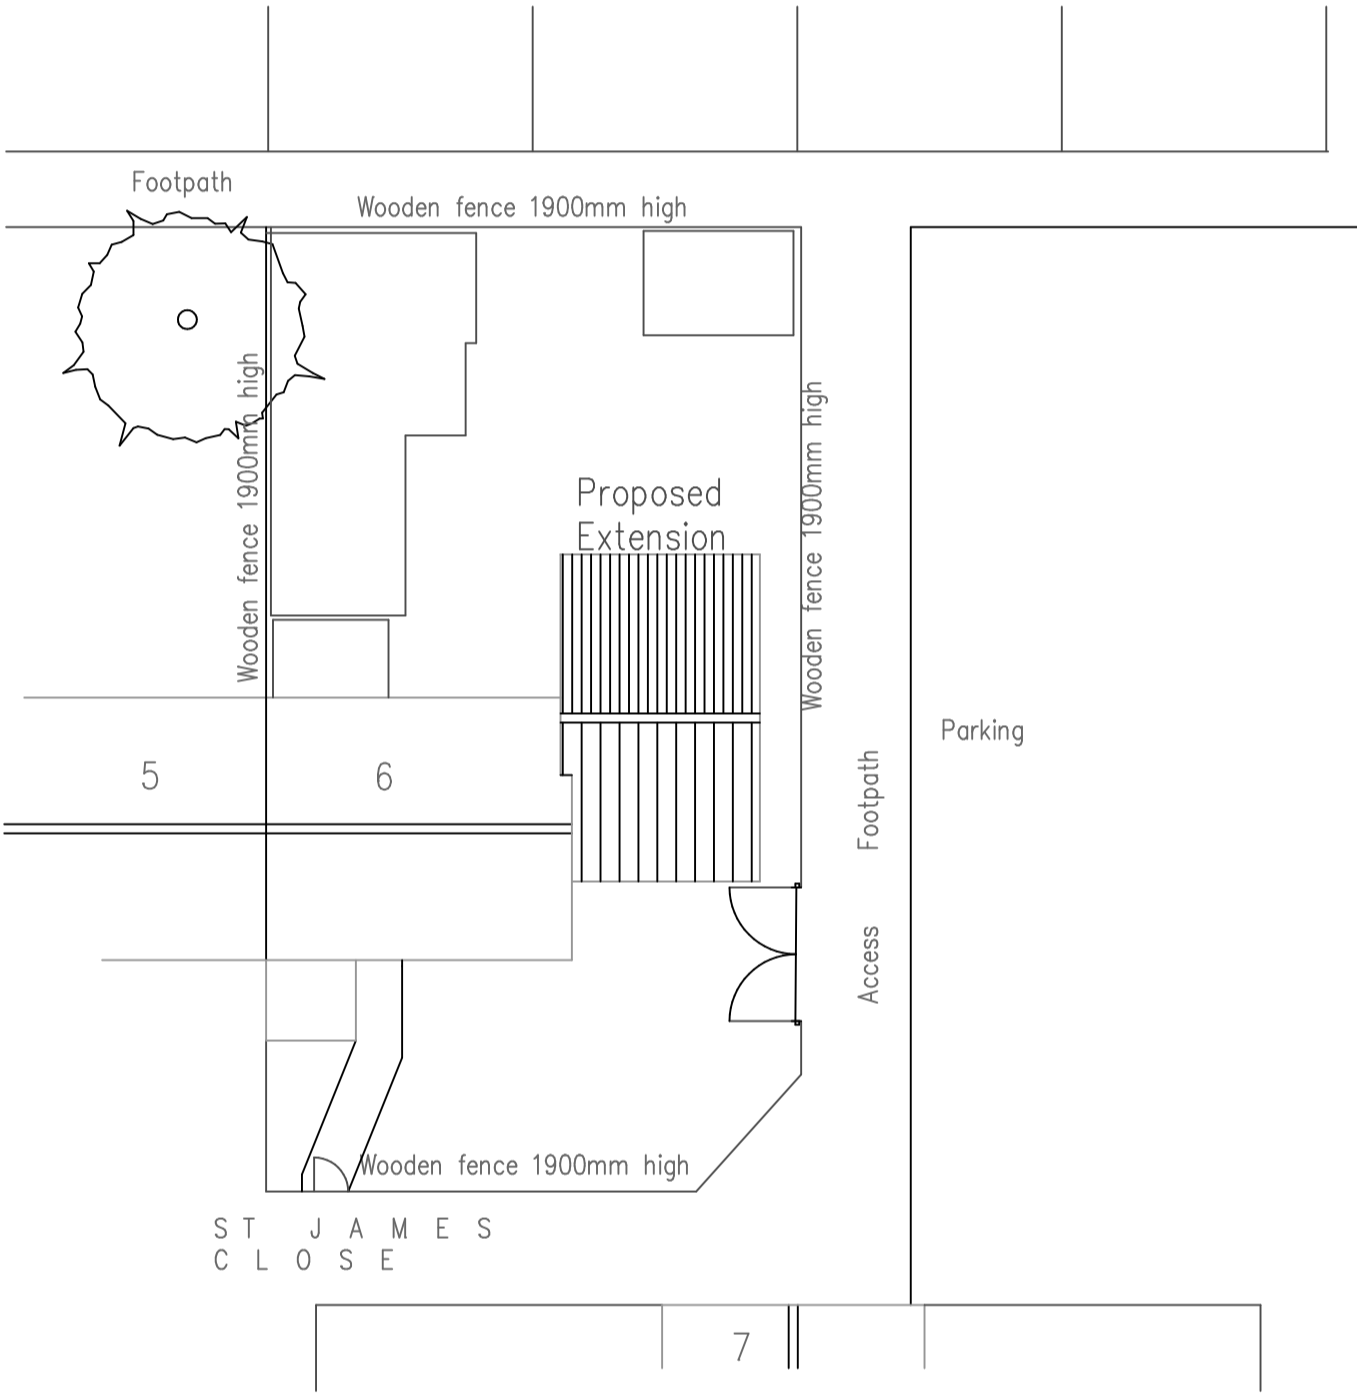 Footpath
Wooden fence 1900mm high
Wooden fence 1900mm high
Wooden fence 1900mm high
Proposed
Extension
Parking
5
6
Access Footpath
Wooden fence 1900mm high
ST JAMES
CLOSE
7